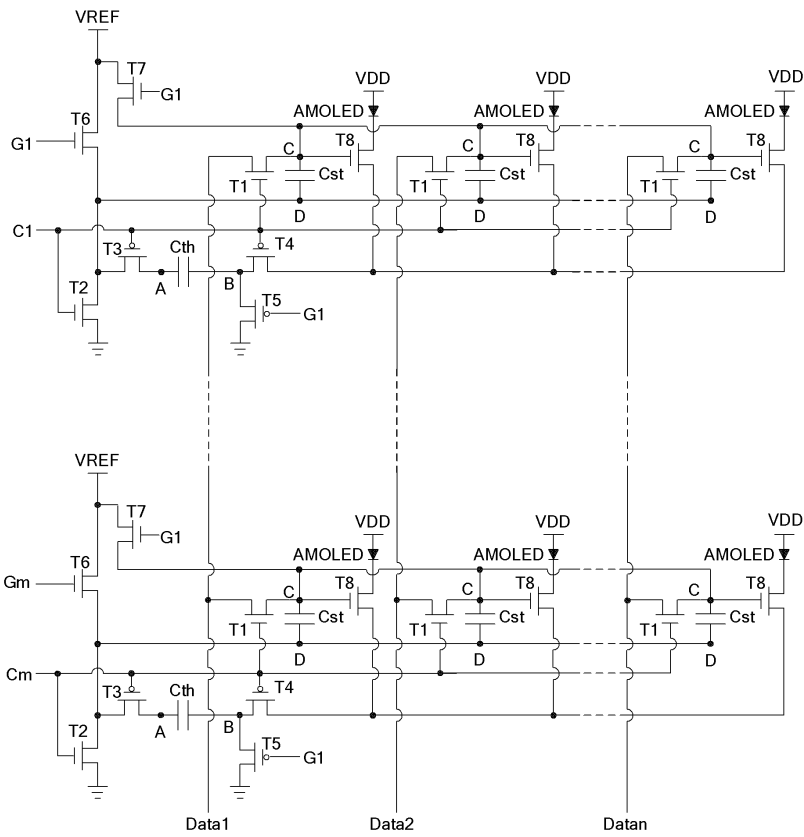 VREF
T7
G1
VDD
VDD
VDD
AMOLED
AMOLED
AMOLED
T6
G1
T8
T8
T8
C
C
C
T1
Cst
T1
Cst
T1
Cst
D
D
D
C1
T3
Cth
T4
A
B
T2
T5
G1
VREF
T7
G1
VDD
VDD
VDD
AMOLED
AMOLED
AMOLED
T6
Gm
T8
T8
T8
C
C
C
T1
Cst
T1
Cst
T1
Cst
D
D
D
Cm
T3
Cth
T4
A
B
T2
T5
G1
Data1
Data2
Datan